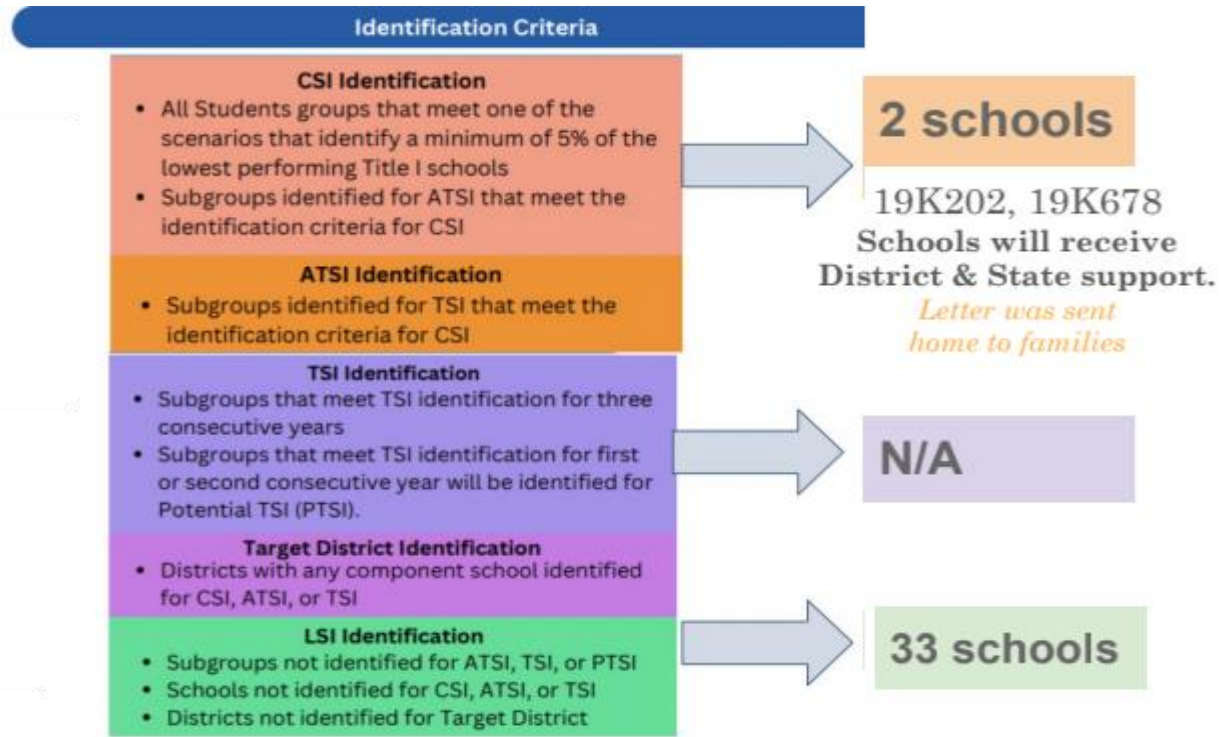 Identification Criteria
CSI Identification
• All Students groups that meet one of the
scenarios that identify a minimum of 5% of the
lowest performing Title I schools
• Subgroups identified for ATSI that meet the
identification criteria for CSI
2 schools
19K202, 19K678
Schools will receive
District & State support.
Letter was sent
home to families
ATSI Identification
• Subgroups identified for TSI that meet the
identification criteria for CSI
TSI Identification
• Subgroups that meet TSI identification for three
consecutive years
• Subgroups that meet TSI identification for first
or second consecutive year will be identified for
Potential TSI (PTSI).
N/A
Target District Identification
• Districts with any component school identified
for CSI, ATSI, or TSI
LSI Identification
• Subgroups not identified for ATSI, TSI, or PTSI
• Schools not identified for CSI, ATSI, or TSI
• Districts not identified for Target District
33 schools